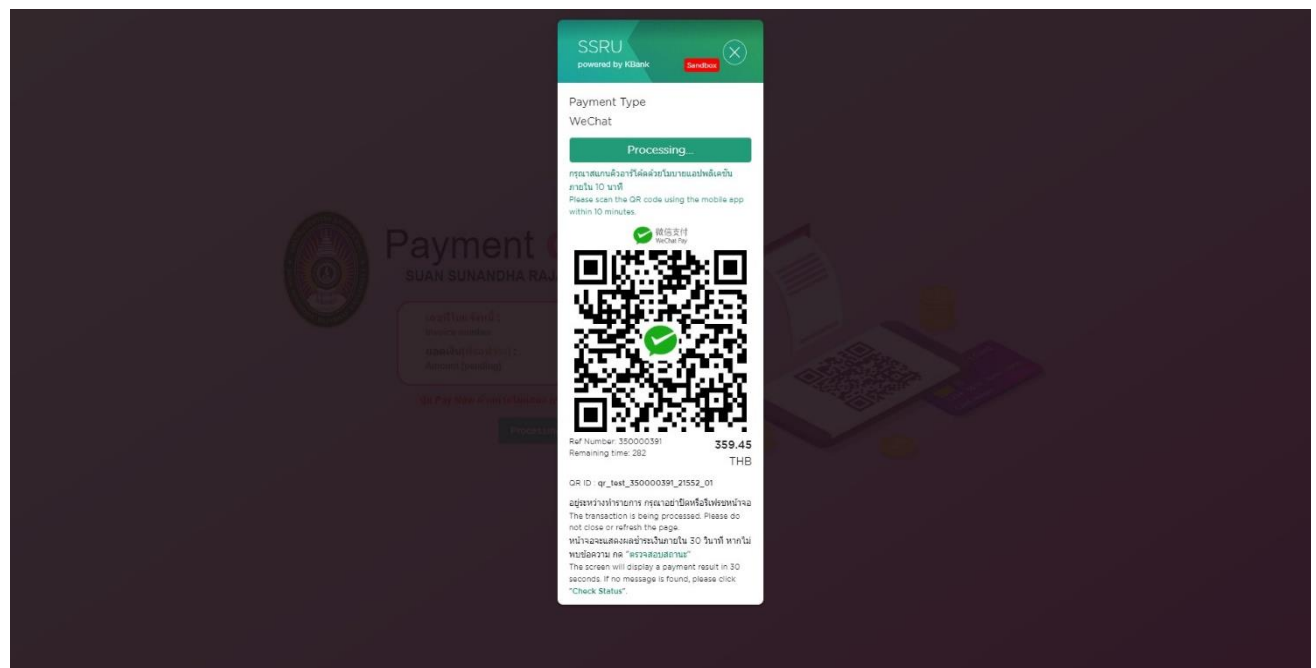 SSRU
powered by KBank
Sandbox
Payment Type
WeChat
Processing...
กรุณาสแกนคิวอาร์โค้ดด้วยโมบายแอปพลิเคชั่น
ภายใน 10 นาที
Please scan the QR code using the mobile app
within 10 minutes.
微信支付
WeChat Pay
Payment
SUAN SUNANDHA RAJ
Amount (pending)
Processin
Ref Number: 350000391
359.45
Remaining time: 282
THB
QR ID : qr_test_350000391_21552_01
อยู่ระหว่างทำรายการ กรุณาอย่าปิดหรือรีเฟรชหน้าจอ
The transaction is being processed. Please do
not close or refresh the page.
หน้าจอจะแสดงผลชำระเงินภายใน 30 วินาที หากไม่
พบข้อความ กด "ตรวจสอบสถานะ"
The screen will display a payment result in 30
seconds. If no message is found, please click
"Check Status".